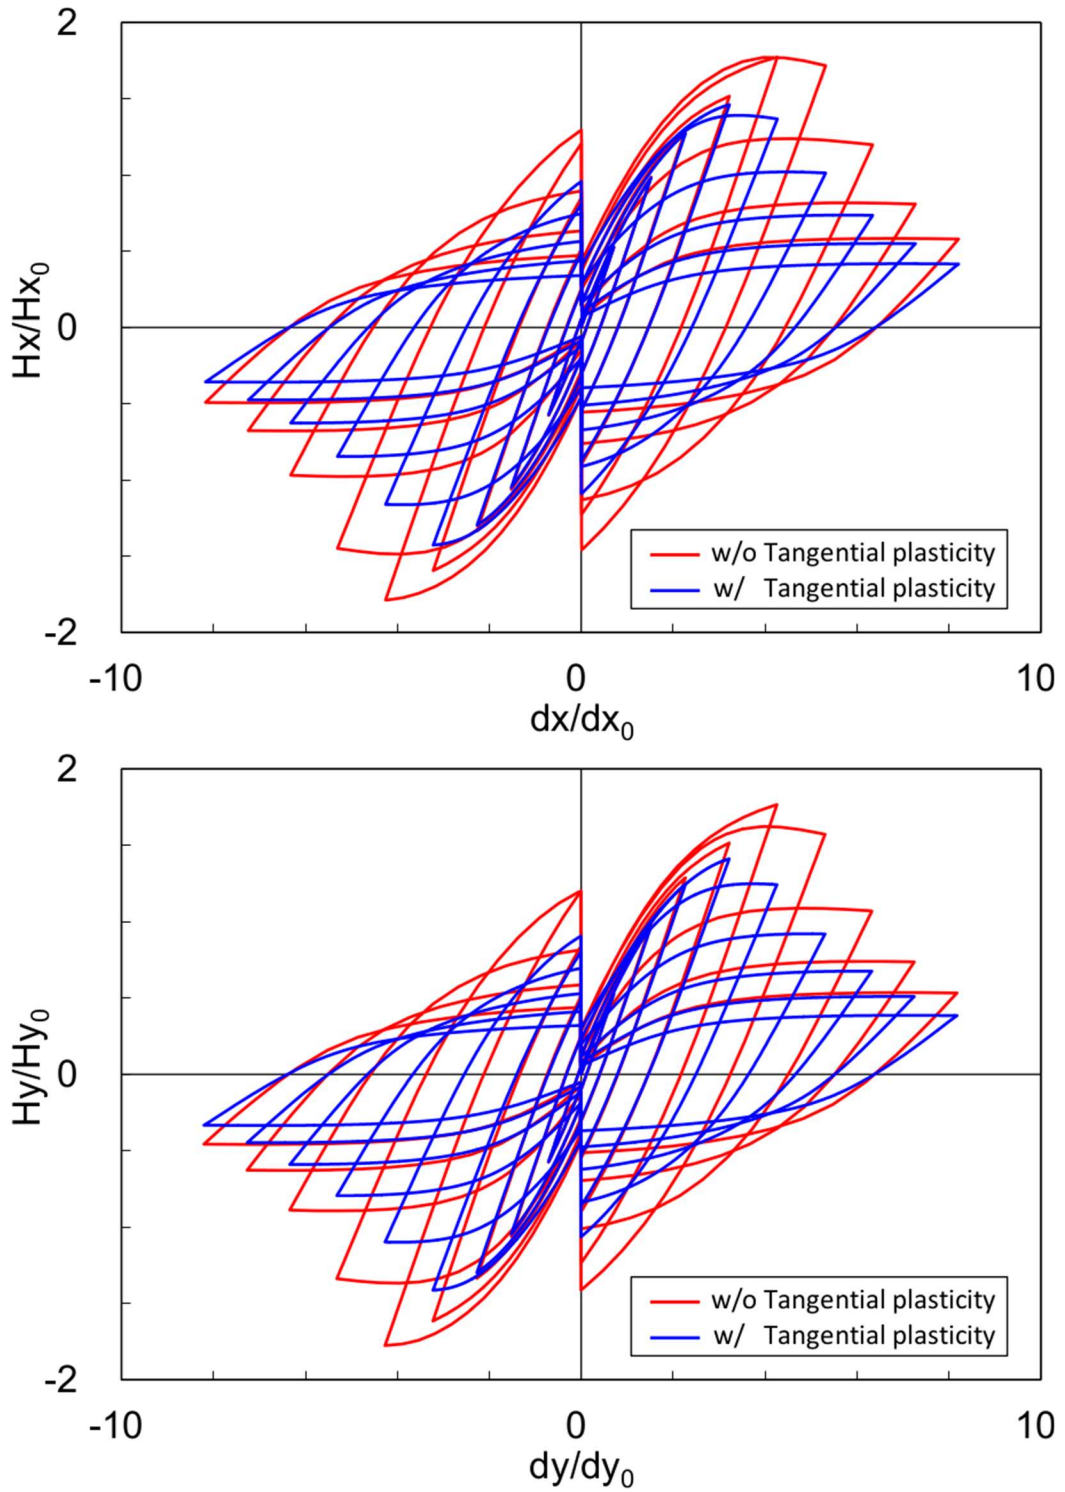 2
Hx/Hx0
0
w/o Tangential plasticity
w/ Tangential plasticity
-2
-10 0 10
dx/dx0
2
Hy/Hy0
0
w/o Tangential plasticity
w/ Tangential plasticity
-2
-10 0 10
dy/dy0